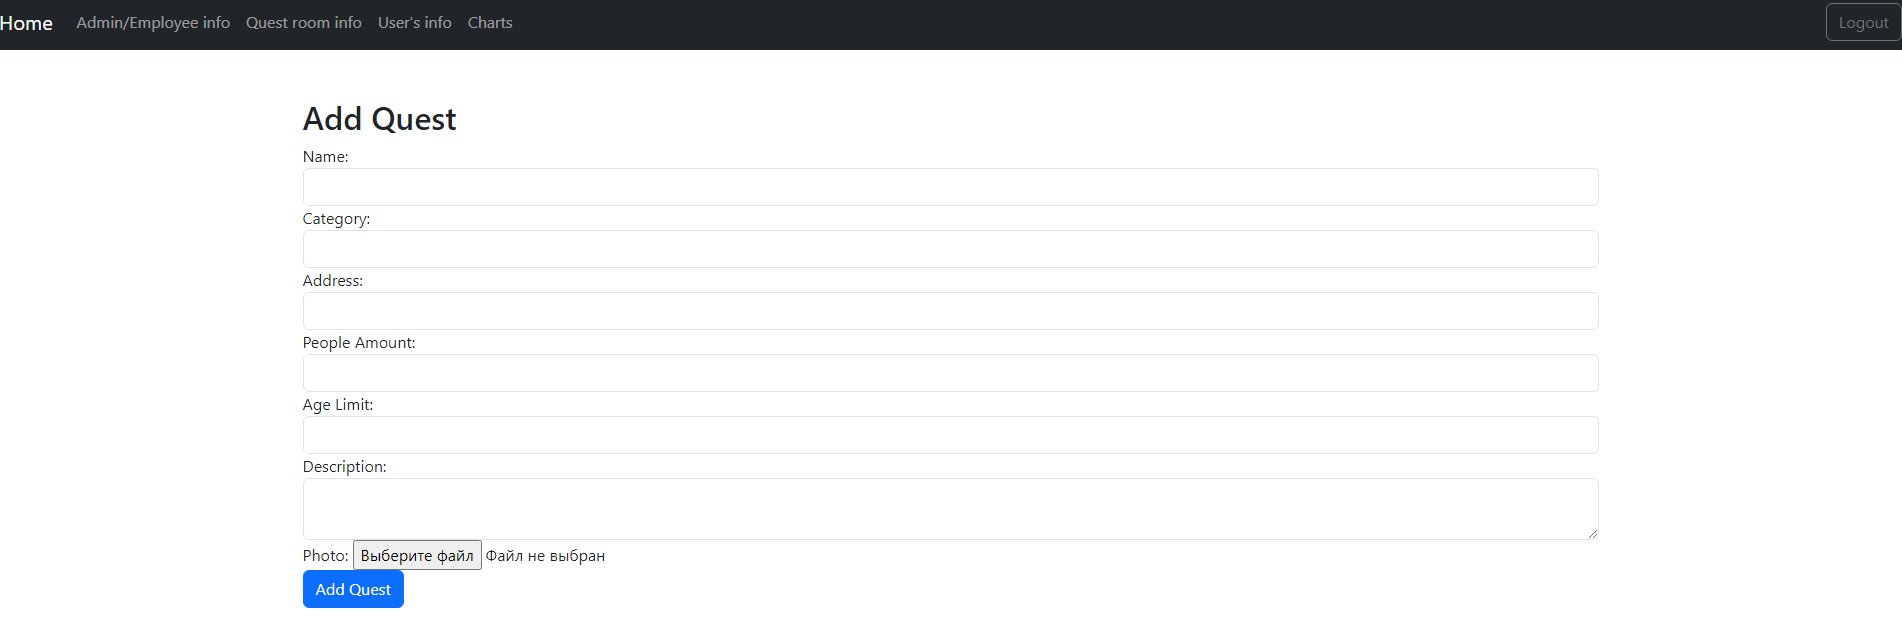 Home Admin/Employee info Quest room info User's info Charts Logout
Add Quest
Name:
Category:
Address:
People Amount:
Age Limit:
Description:
Photo: Выберите файл Файл не выбран
Add Quest